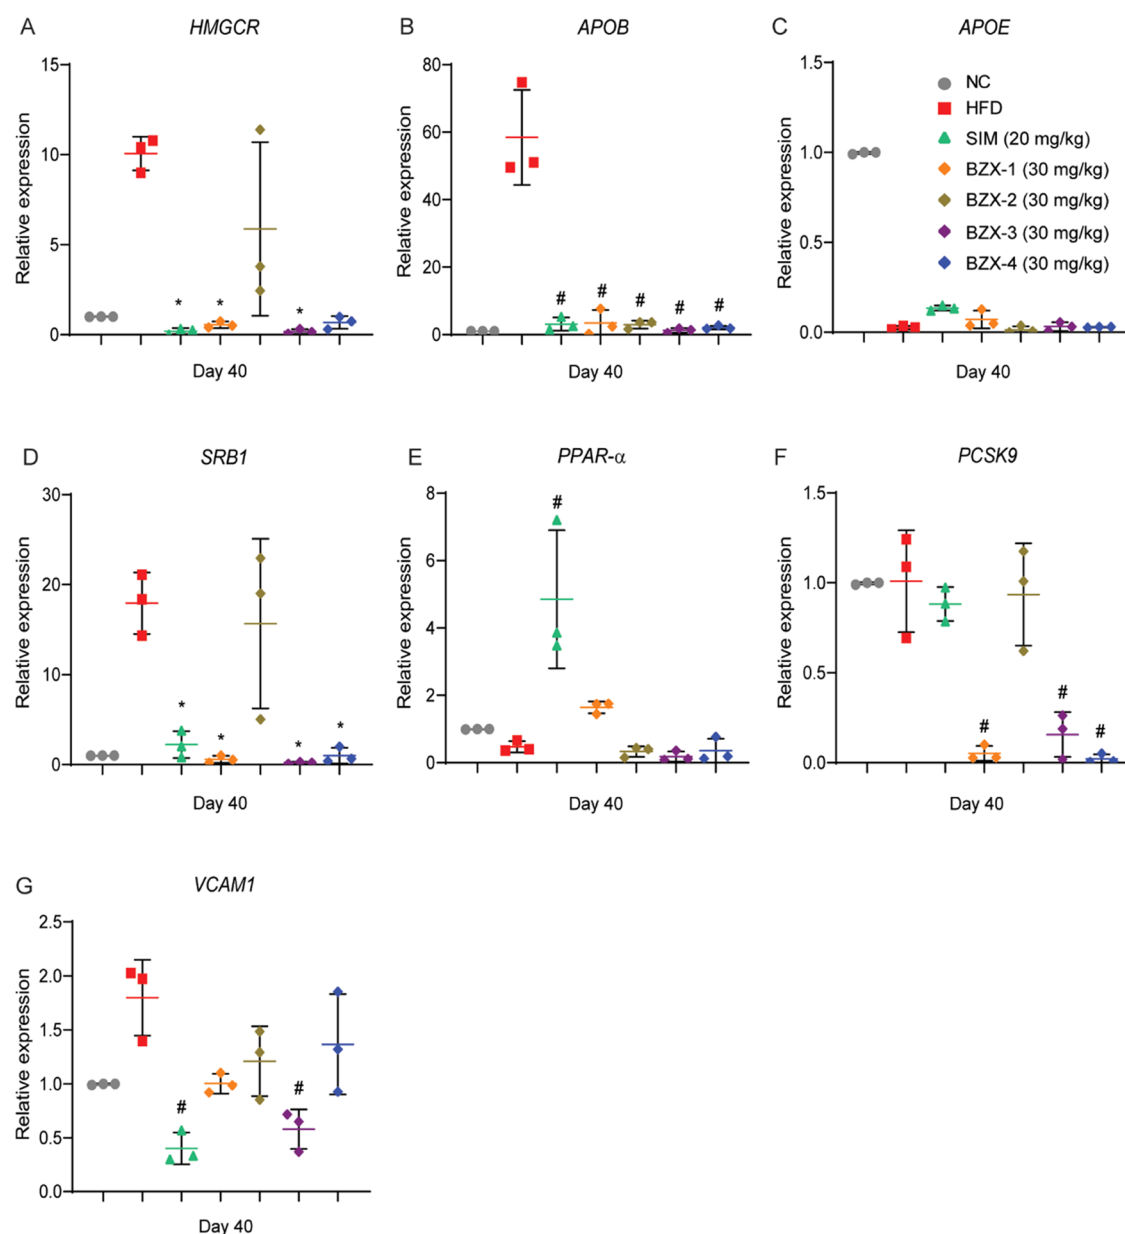 A
HMGCR
Relative expression
15
10
5
0
* * *
Day 40
B
APOB
Relative expression
80
60
40
20
0
# # # # #
Day 40
C
APOE
Relative expression
1.5
1.0
0.5
0.0
NC
HFD
SIM (20 mg/kg)
BZX-1 (30 mg/kg)
BZX-2 (30 mg/kg)
BZX-3 (30 mg/kg)
BZX-4 (30 mg/kg)
Day 40
D
SRB1
Relative expression
30
20
10
0
* * * *
Day 40
E
PPAR-α
Relative expression
8
6
4
2
0
#
Day 40
F
PCSK9
Relative expression
1.5
1.0
0.5
0.0
# # #
Day 40
G
VCAM1
Relative expression
2.5
2.0
1.5
1.0
0.5
0.0
# #
Day 40